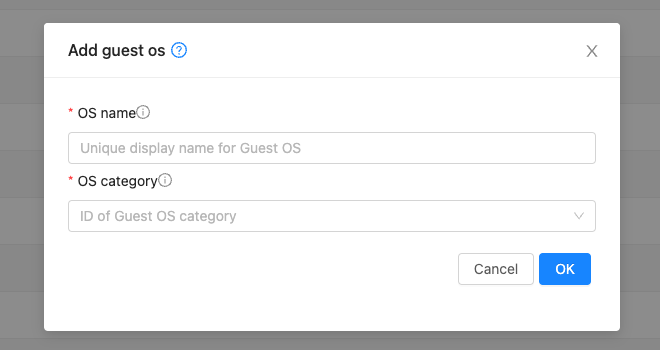 Add guest os
* OS name
Unique display name for Guest OS
* OS category
ID of Guest OS category
Cancel
OK